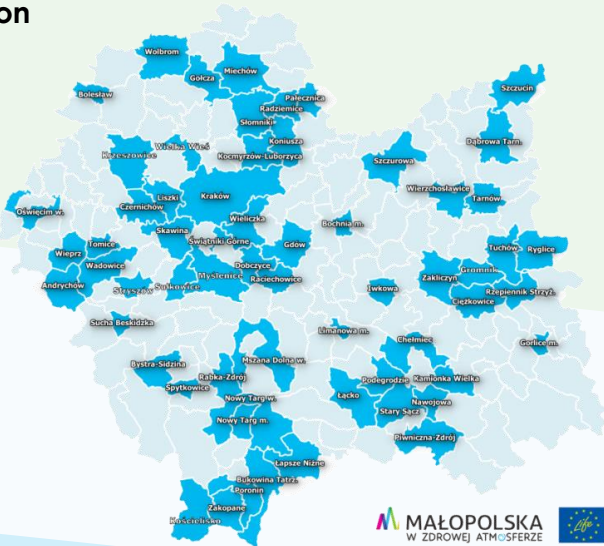 on
Wolbrom
Gołcza
Miechów
Bolesław
Pałecznica
Radziemice
Słomniki
Szczucin
Krzeszowice
Wielka Wieś
Koniusza
Kocmyrzów-Luborzyca
Dąbrowa Tarn.
Szczurowa
Wierzchosławice
Tarnów
Oświęcim w.
Czernichów
Liszki
Kraków
Wieliczka
Bochnia m.
Skawina
Świątniki Górne
Gdów
Tomice
Wieprz
Wadowice
Dobczyce
Raciechowice
Myślenice
Tuchów
Ryglice
Gromnik
Zakliczyn
Andrychów
Stryszów
Sułkowice
Iwkowa
Rzepiennik Strzyż.
Ciężkowice
Sucha Beskidzka
Limanowa m.
Chełmiec
Gorlice m.
Mszana Dolna w.
Bystra-Sidzina
Rabka-Zdrój
Spytkowice
Podegrodzie
Kamionka Wielka
Łącko
Nawojowa
Nowy Targ w.
Stary Sącz
Nowy Targ m.
Piwniczna-Zdrój
Łapsze Niżne
Bukowina Tatrz.
Poronin
Zakopane
Kościelisko
MAŁOPOLSKA
W ZDROWEJ ATMOSFERZE
Life